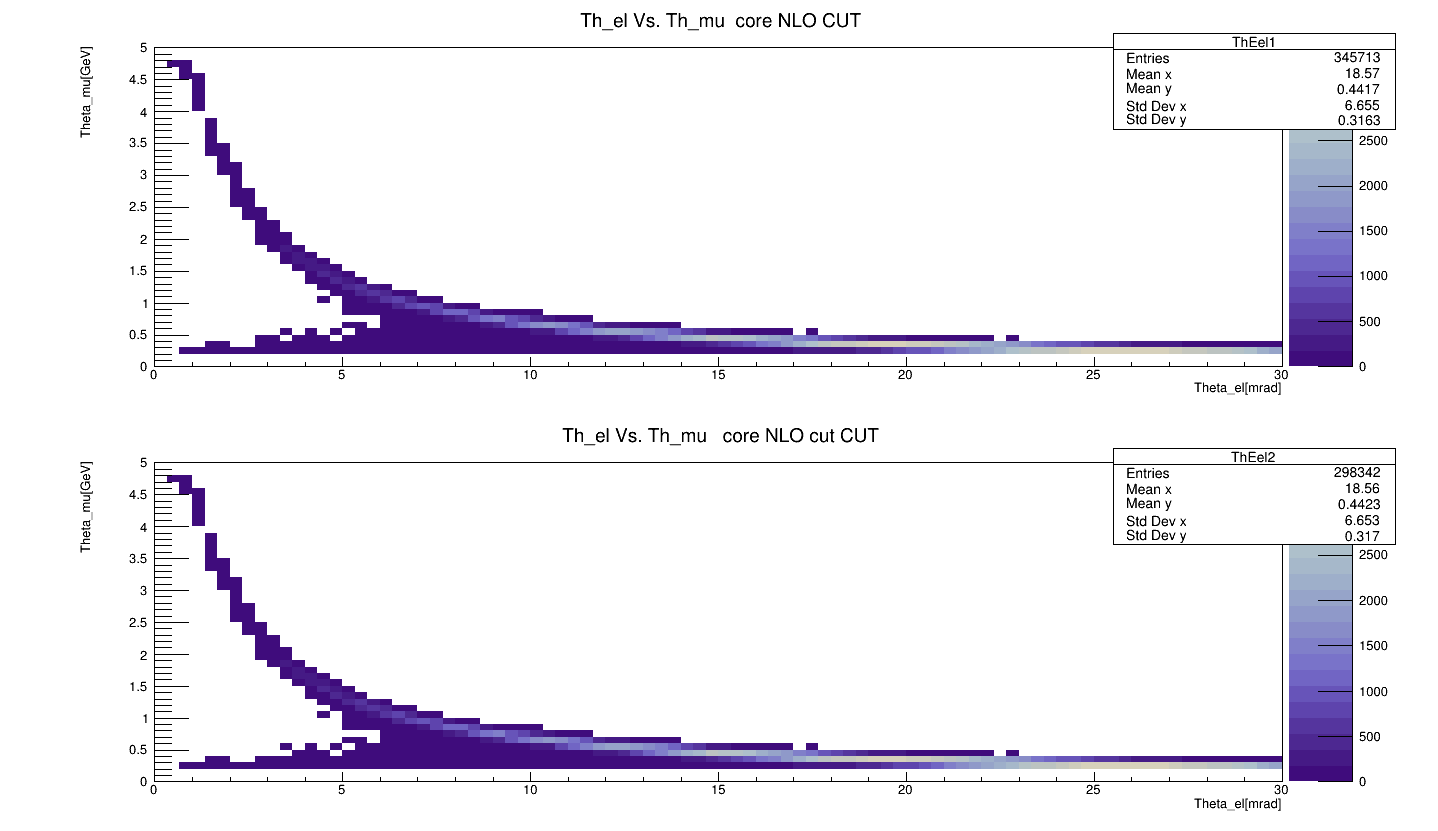 Th_el Vs. Th_mu  core NLO CUT
Theta_mu[GeV]
5
4.5
4
3.5
3
2.5
2
1.5
1
0.5
0
0 5 10 15 20 25 30
Theta_el[mrad]
ThEel1
Entries 345713
Mean x 18.57
Mean y 0.4417
Std Dev x 6.655
Std Dev y 0.3163
2500
2000
1500
1000
500
0
Th_el Vs. Th_mu   core NLO cut CUT
Theta_mu[GeV]
5
4.5
4
3.5
3
2.5
2
1.5
1
0.5
0
0 5 10 15 20 25 30
Theta_el[mrad]
ThEel2
Entries 298342
Mean x 18.56
Mean y 0.4423
Std Dev x 6.653
Std Dev y 0.317
2500
2000
1500
1000
500
0